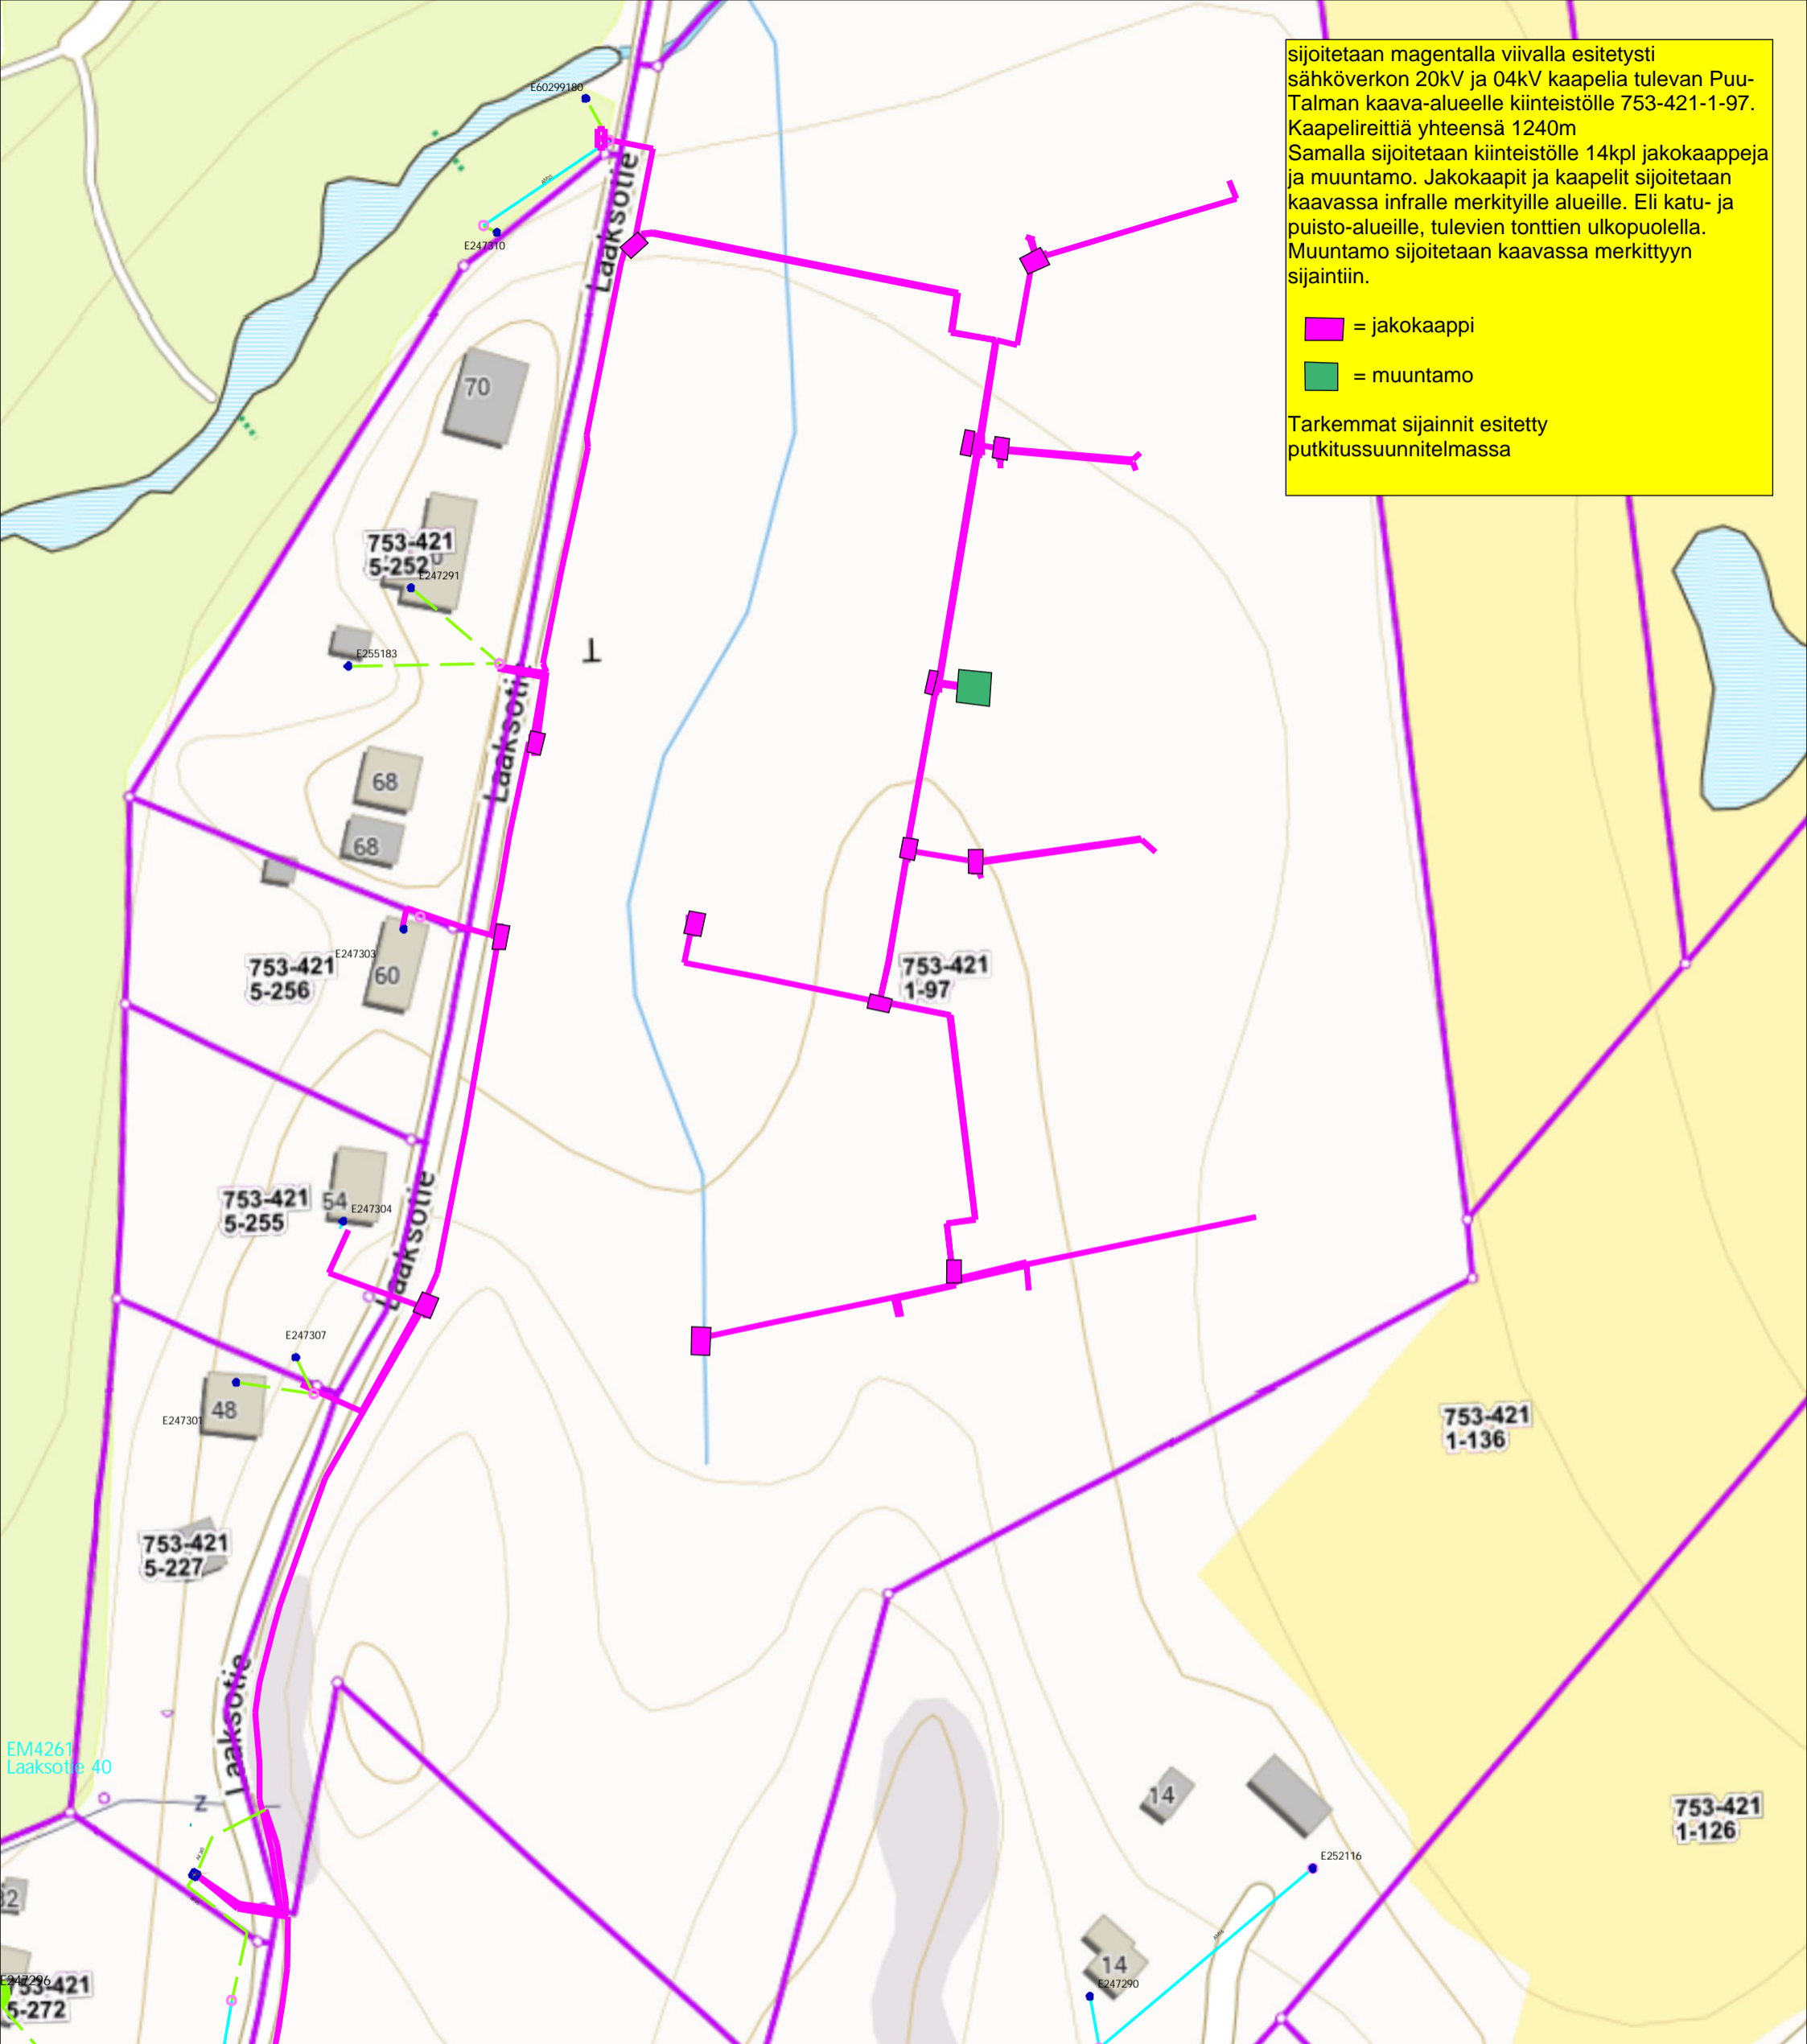 sijoitetaan magentalla viivalla esitetysti
sähköverkon 20kV ja 04kV kaapelia tulevan Puu-
Talman kaava-alueelle kiinteistölle 753-421-1-97.
Kaapelireittiä yhteensä 1240m
Samalla sijoitetaan kiinteistölle 14kpl jakokaappeja
ja muuntamo. Jakokaapit ja kaapelit sijoitetaan
kaavassa infralle merkityille alueille. Eli katu- ja
puisto-alueille, tulevien tonttien ulkopuolella.
Muuntamo sijoitetaan kaavassa merkittyyn
sijaintiin.
= jakokaappi
= muuntamo
Tarkemmat sijainnit esitetty
putkitussuunnitelmassa
E60299180
Laaksotie
E247310
70
753-421
5-252
E247291
E255183
Laaksotie
68
68
E247303
60
753-421
5-256
753-421
1-97
54
753-421
5-255
E247304
Laaksotie
E247307
48
E247301
753-421
1-136
753-421
5-227
Laaksotie
EM4261
Laaksotie 40
Z
14
753-421
1-126
E252116
32
14
E247290
E247296
753-421
5-272